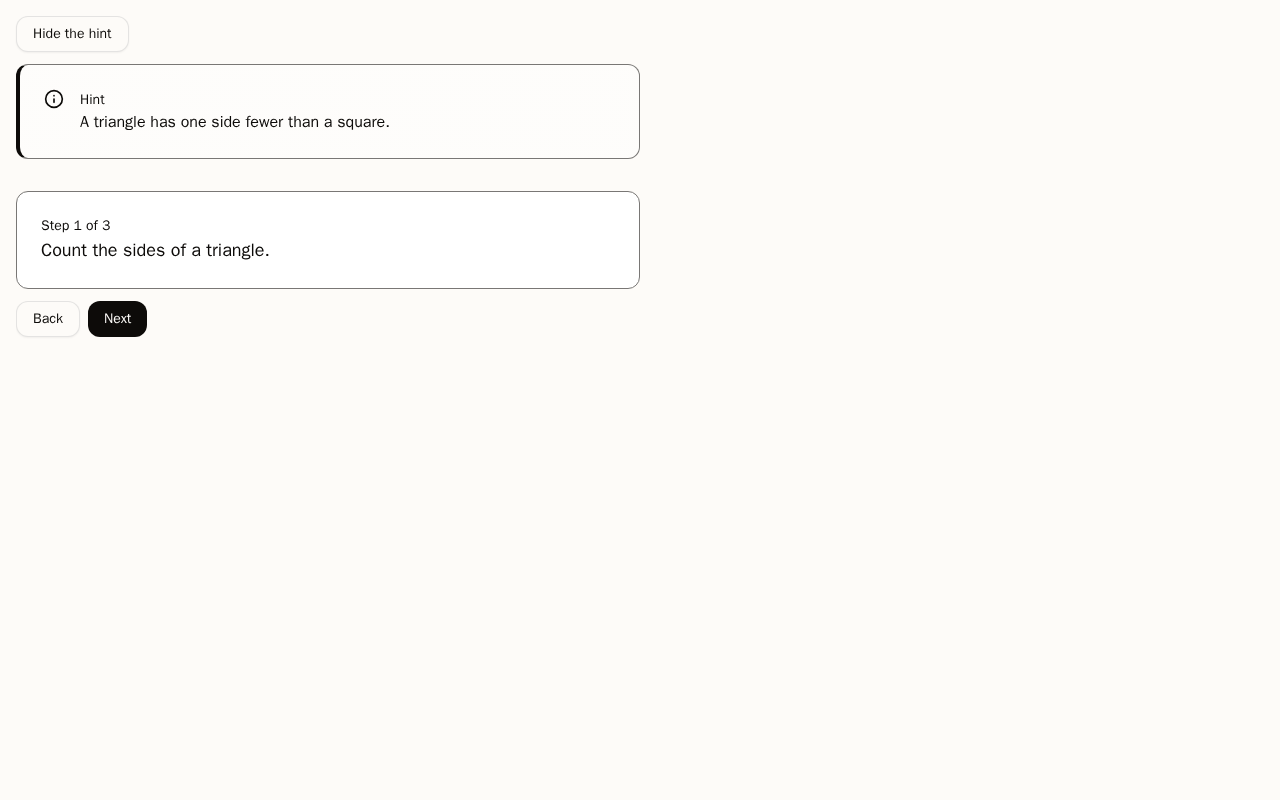 Hide the hint
Hint
A triangle has one side fewer than a square.
Step 1 of 3
Count the sides of a triangle.
Back
Next